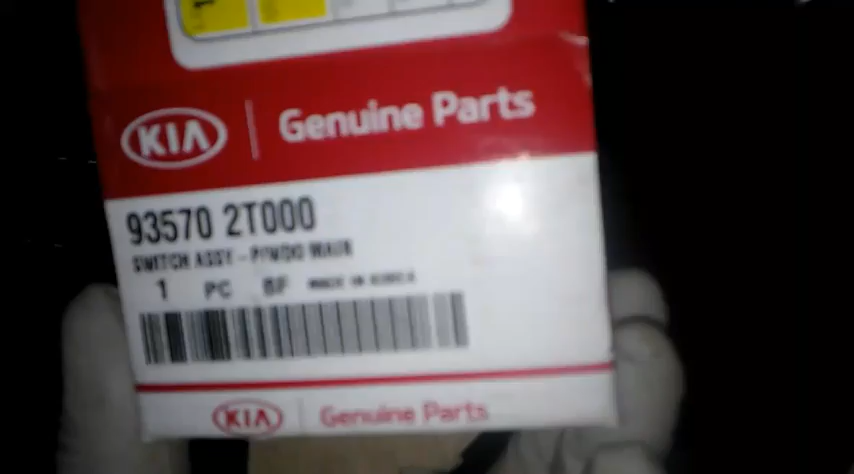 KIA Genuine Parts
93570 2T000
SWITCH ASSY - P/WDO MAIN
1 PC BF MADE IN KOREA
KIA Genuine Parts